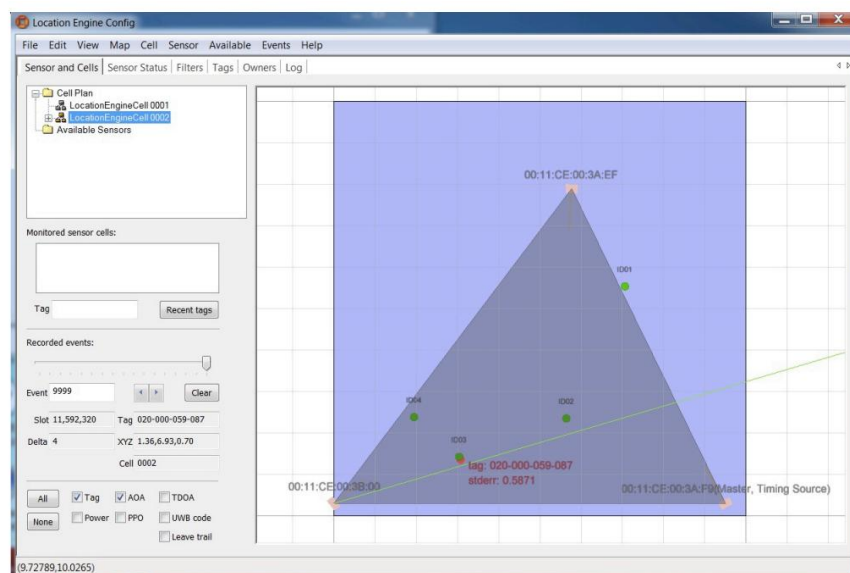 Location Engine Config
File Edit View Map Cell Sensor Available Events Help
Sensor and Cells Sensor Status Filters Tags Owners Log
Cell Plan
LocationEngineCell 0001
LocationEngineCell 0002
Available Sensors
Monitored sensor cells:
Tag
Recent tags
Recorded events:
Event 9999
Clear
Slot 11,592,320 Tag 020-000-059-087
Delta 4 XYZ 1.36,6.93,0.70
Cell 0002
All Tag AOA TDOA
None Power PPO UWB code
Leave trail
(9.72789,10.0265)
00:11:CE:00:3A:EF
ID01
ID04
ID02
ID03
tag: 020-000-059-087
stderr: 0.5871
00:11:CE:00:3B:00
00:11:CE:00:3A:F9(Master, Timing Source)